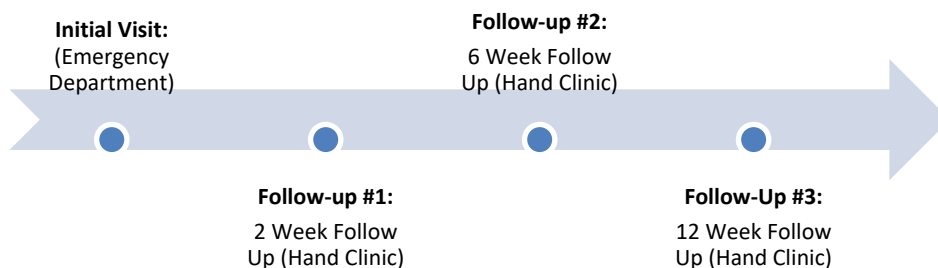 Initial Visit:
(Emergency
Department)
Follow-up #1:
2 Week Follow
Up (Hand Clinic)
Follow-up #2:
6 Week Follow
Up (Hand Clinic)
Follow-Up #3:
12 Week Follow
Up (Hand Clinic)